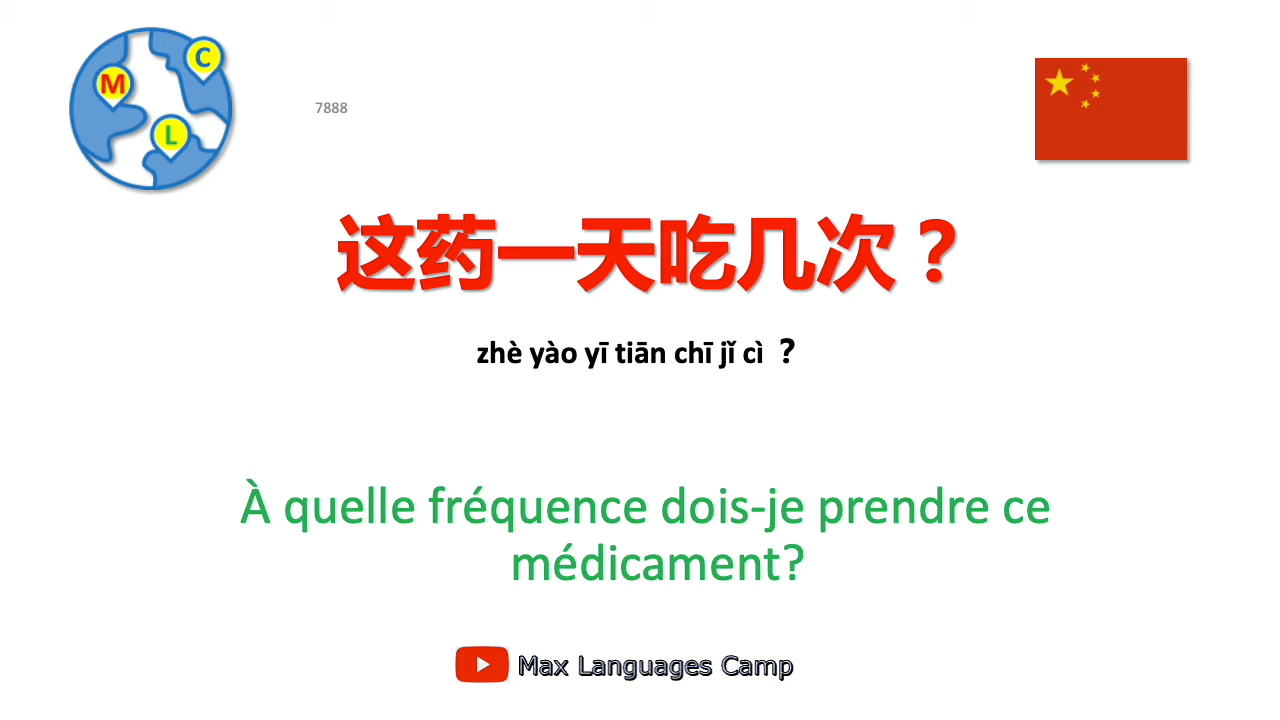 C
M
L
7888
这药一天吃几次？
zhè yào yī tiān chī jǐ cì ？
À quelle fréquence dois-je prendre ce
médicament?
Max Languages Camp